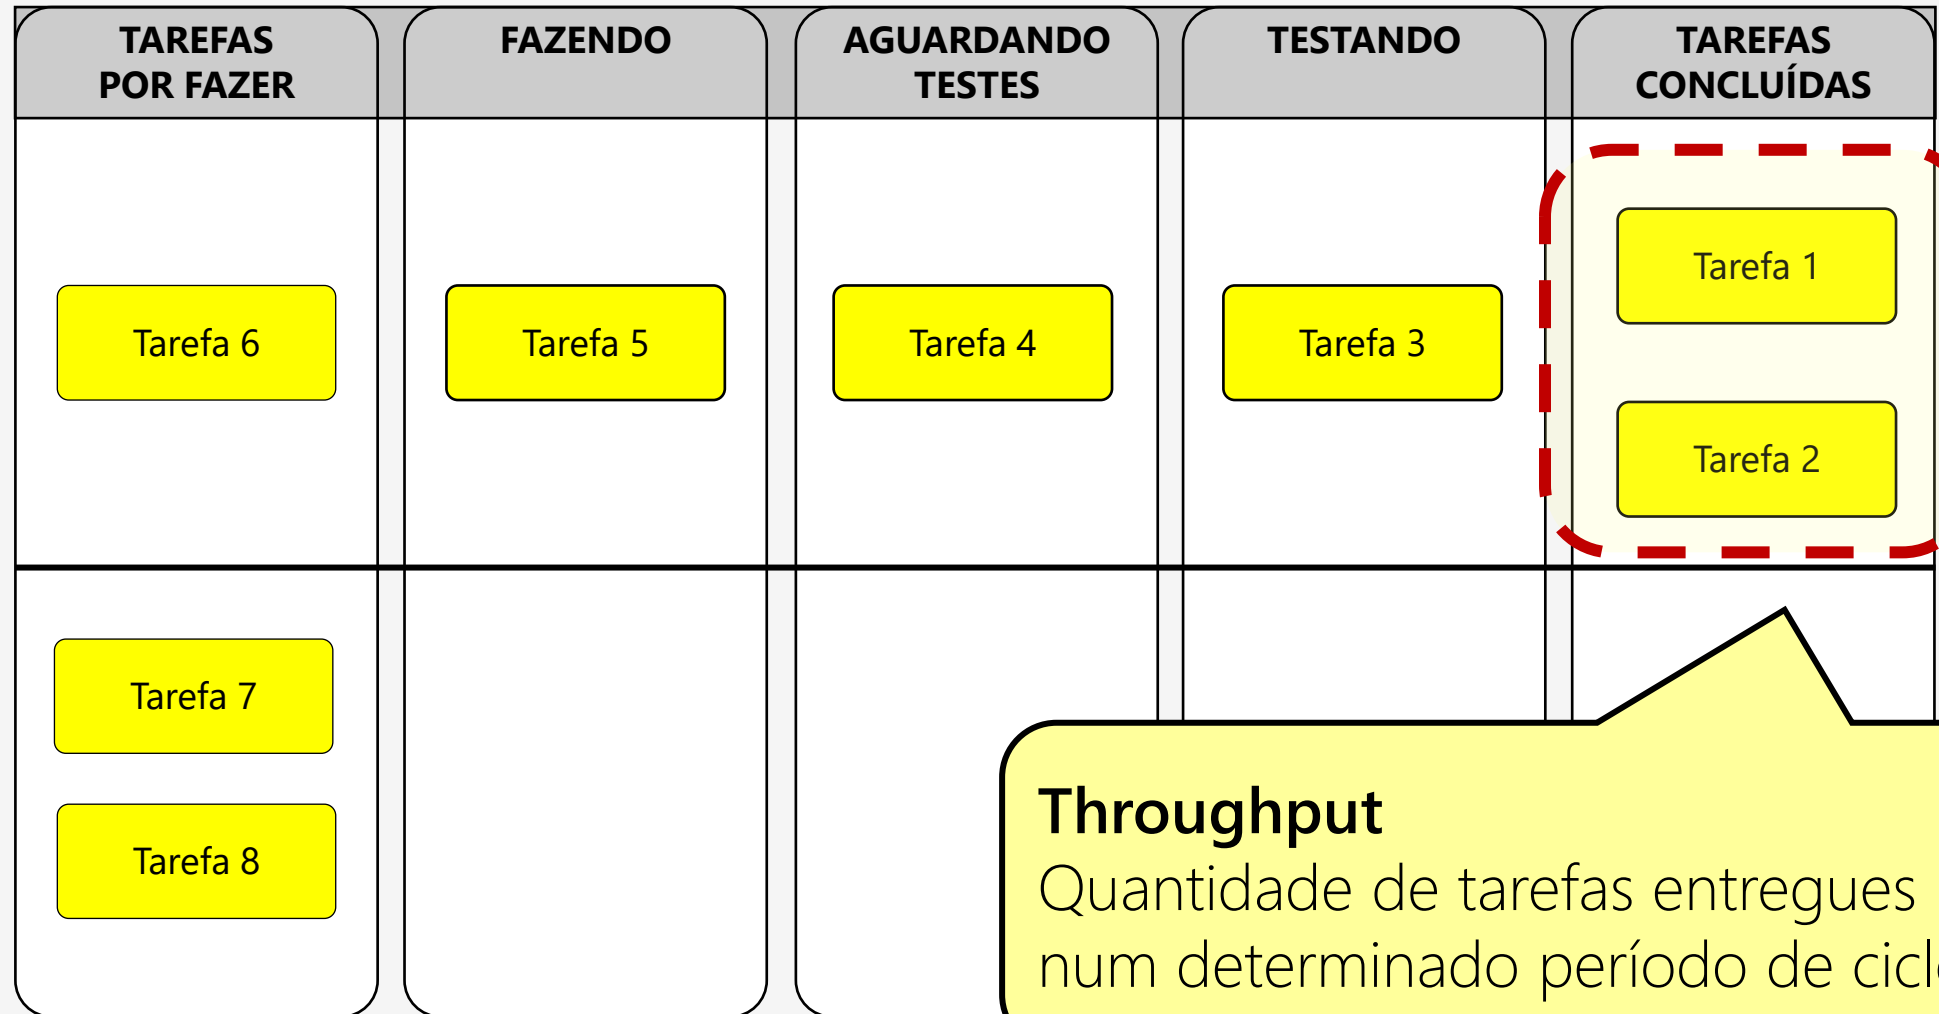 TAREFAS
POR FAZER
FAZENDO
AGUARDANDO
TESTES
TESTANDO
TAREFAS
CONCLUÍDAS
Tarefa 6
Tarefa 5
Tarefa 4
Tarefa 3
Tarefa 1
Tarefa 2
Tarefa 7
Tarefa 8
Throughput
Quantidade de tarefas entregues
num determinado período de